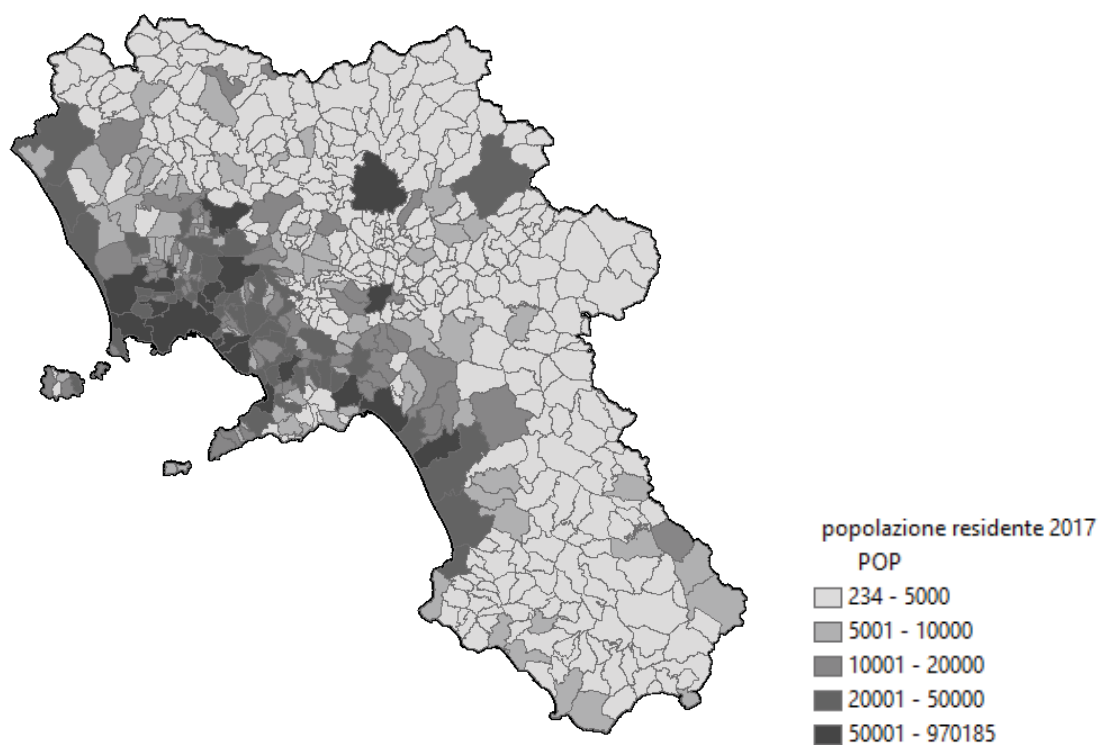 popolazione residente 2017
POP
234 - 5000
5001 - 10000
10001 - 20000
20001 - 50000
50001 - 970185